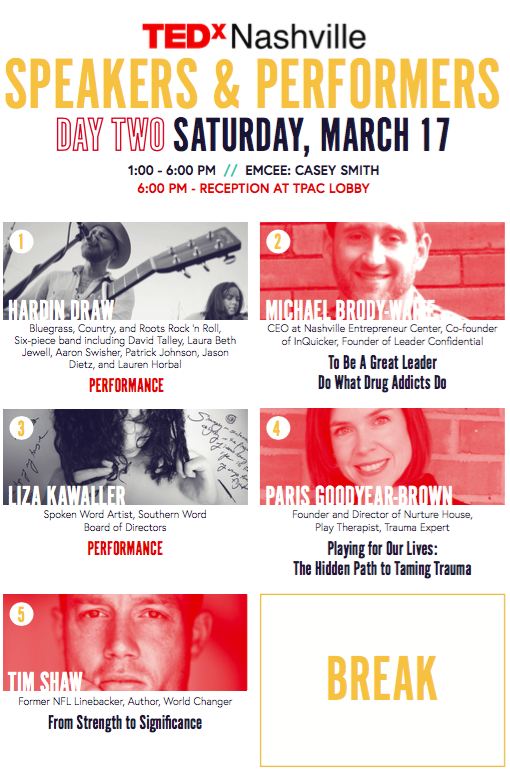 TEDxNashville
SPEAKERS & PERFORMERS
DAY TWO SATURDAY, MARCH 17
1:00 - 6:00 PM // EMCEE: CASEY SMITH
6:00 PM - RECEPTION AT TPAC LOBBY
1
HARDIN DRAW
Bluegrass, Country, and Roots Rock 'n Roll,
Six-piece band including David Talley, Laura Beth
Jewell, Aaron Swisher, Patrick Johnson, Jason
Dietz, and Lauren Horbal
PERFORMANCE
2
MICHAEL BRODY-WAITE
CEO at Nashville Entrepreneur Center, Co-founder
of InQuicker, Founder of Leader Confidential
To Be A Great Leader
Do What Drug Addicts Do
3
LIZA KAWALLER
Spoken Word Artist, Southern Word
Board of Directors
PERFORMANCE
4
PARIS GOODYEAR-BROWN
Founder and Director of Nurture House,
Play Therapist, Trauma Expert
Playing for Our Lives:
The Hidden Path to Taming Trauma
5
TIM SHAW
Former NFL Linebacker, Author, World Changer
From Strength to Significance
BREAK